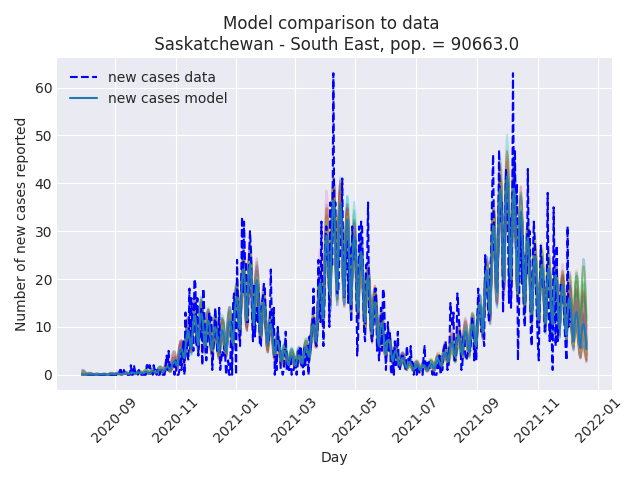 Model comparison to data
Saskatchewan - South East, pop. = 90663.0
new cases data
new cases model
Number of new cases reported
60
50
40
30
20
10
0
2020-09
2020-11
2021-01
2021-03
2021-05
2021-07
2021-09
2021-11
2022-01
Day